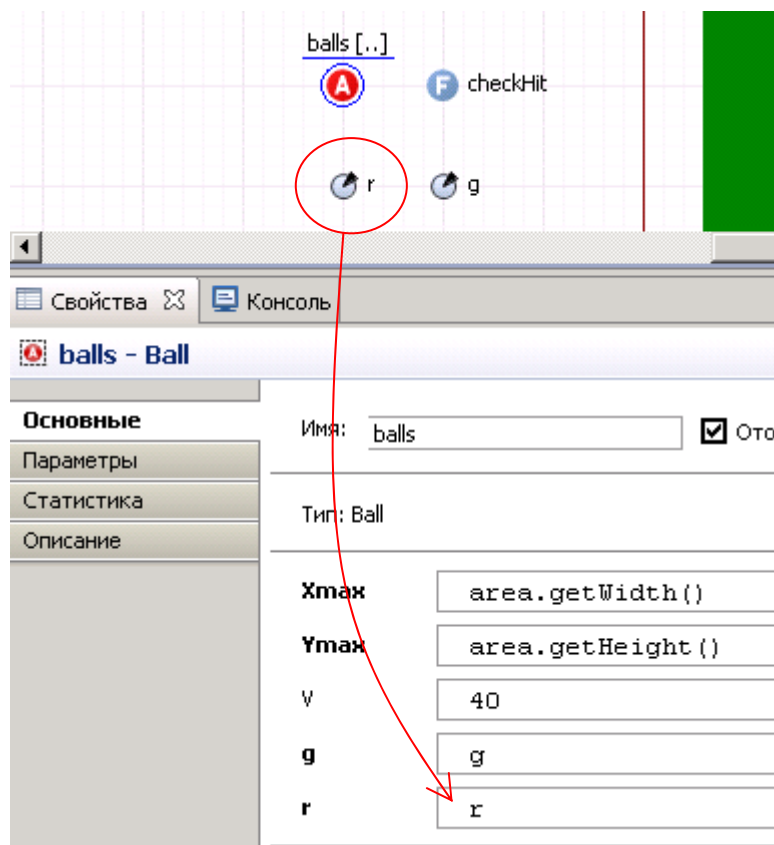 balls [..]
checkHit
r
g
Свойства
Консоль
balls - Ball
Основные
Параметры
Статистика
Описание
Имя: balls
Ото
Тип: Ball
Xmax area.getWidth()
Ymax area.getHeight()
V 40
g g
r r